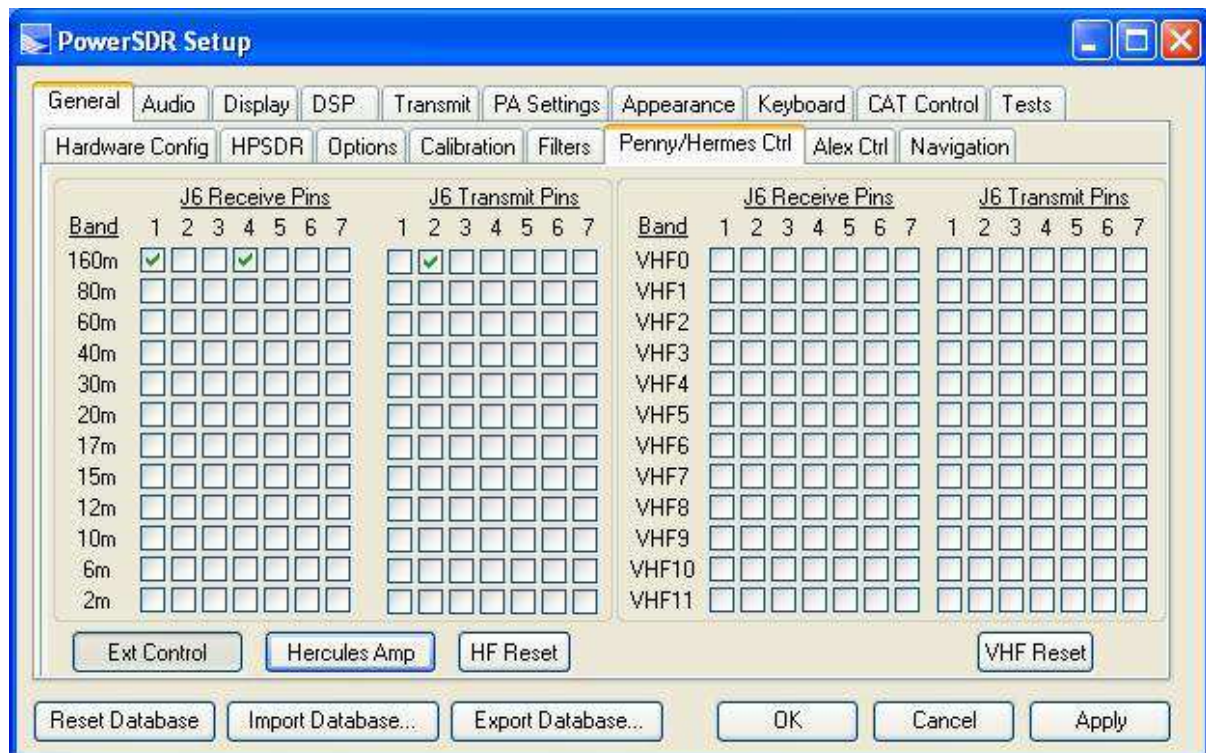 PowerSDR Setup
General Audio Display DSP Transmit PA Settings Appearance Keyboard CAT Control Tests
Hardware Config HPSDR Options Calibration Filters Penny/Hermes Ctrl Alex Ctrl Navigation
J6 Receive Pins J6 Transmit Pins J6 Receive Pins J6 Transmit Pins
Band 1 2 3 4 5 6 7 1 2 3 4 5 6 7 Band 1 2 3 4 5 6 7 1 2 3 4 5 6 7
160m VHF0
80m VHF1
60m VHF2
40m VHF3
30m VHF4
20m VHF5
17m VHF6
15m VHF7
12m VHF8
10m VHF9
6m VHF10
2m VHF11
Ext Control Hercules Amp HF Reset VHF Reset
Reset Database Import Database... Export Database... OK Cancel Apply